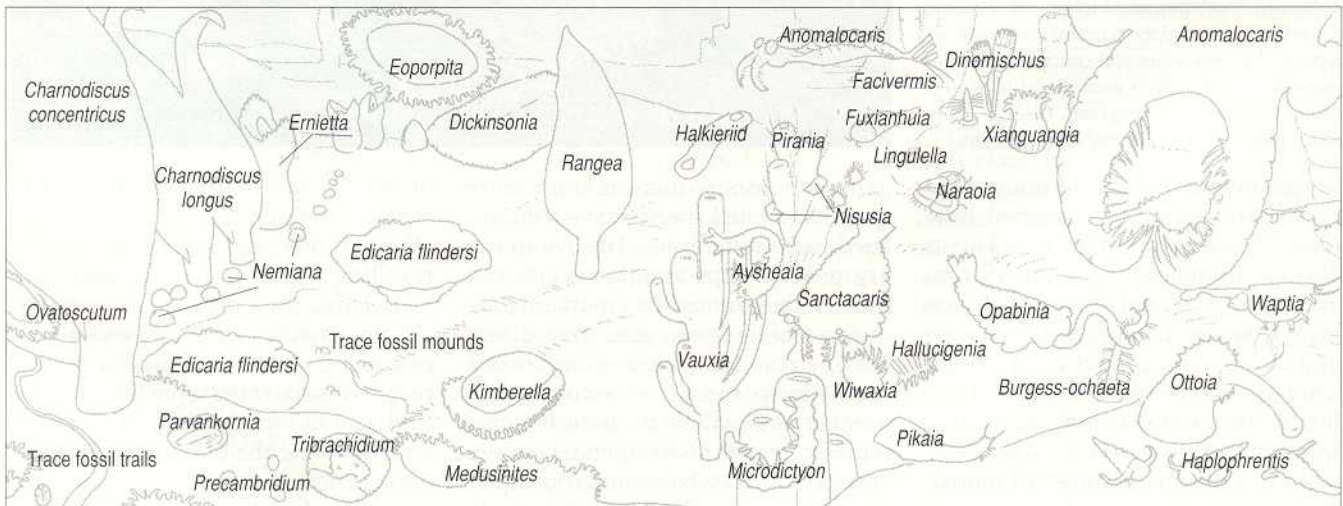 Charnodiscus
concentricus
Eoporpita
Ernietta
Dickinsonia
Charnodiscus
longus
Rangea
Nemiana
Edicaria flindersi
Ovatoscutum
Edicaria flindersi
Trace fossil mounds
Kimberella
Parvankornia
Tribrachidium
Trace fossil trails
Precambridium
Medusinites
Anomalocaris
Dinomischus
Anomalocaris
Facivermis
Halkieriid
Pirania
Fuxianhuia
Xianguangia
Lingulella
Naraoia
Nisusia
Aysheaia
Sanctacaris
Opabinia
Waptia
Vauxia
Hallucigenia
Wiwaxia
Burgess-ochaeta
Ottoia
Pikaia
Microdictyon
Haplophrentis